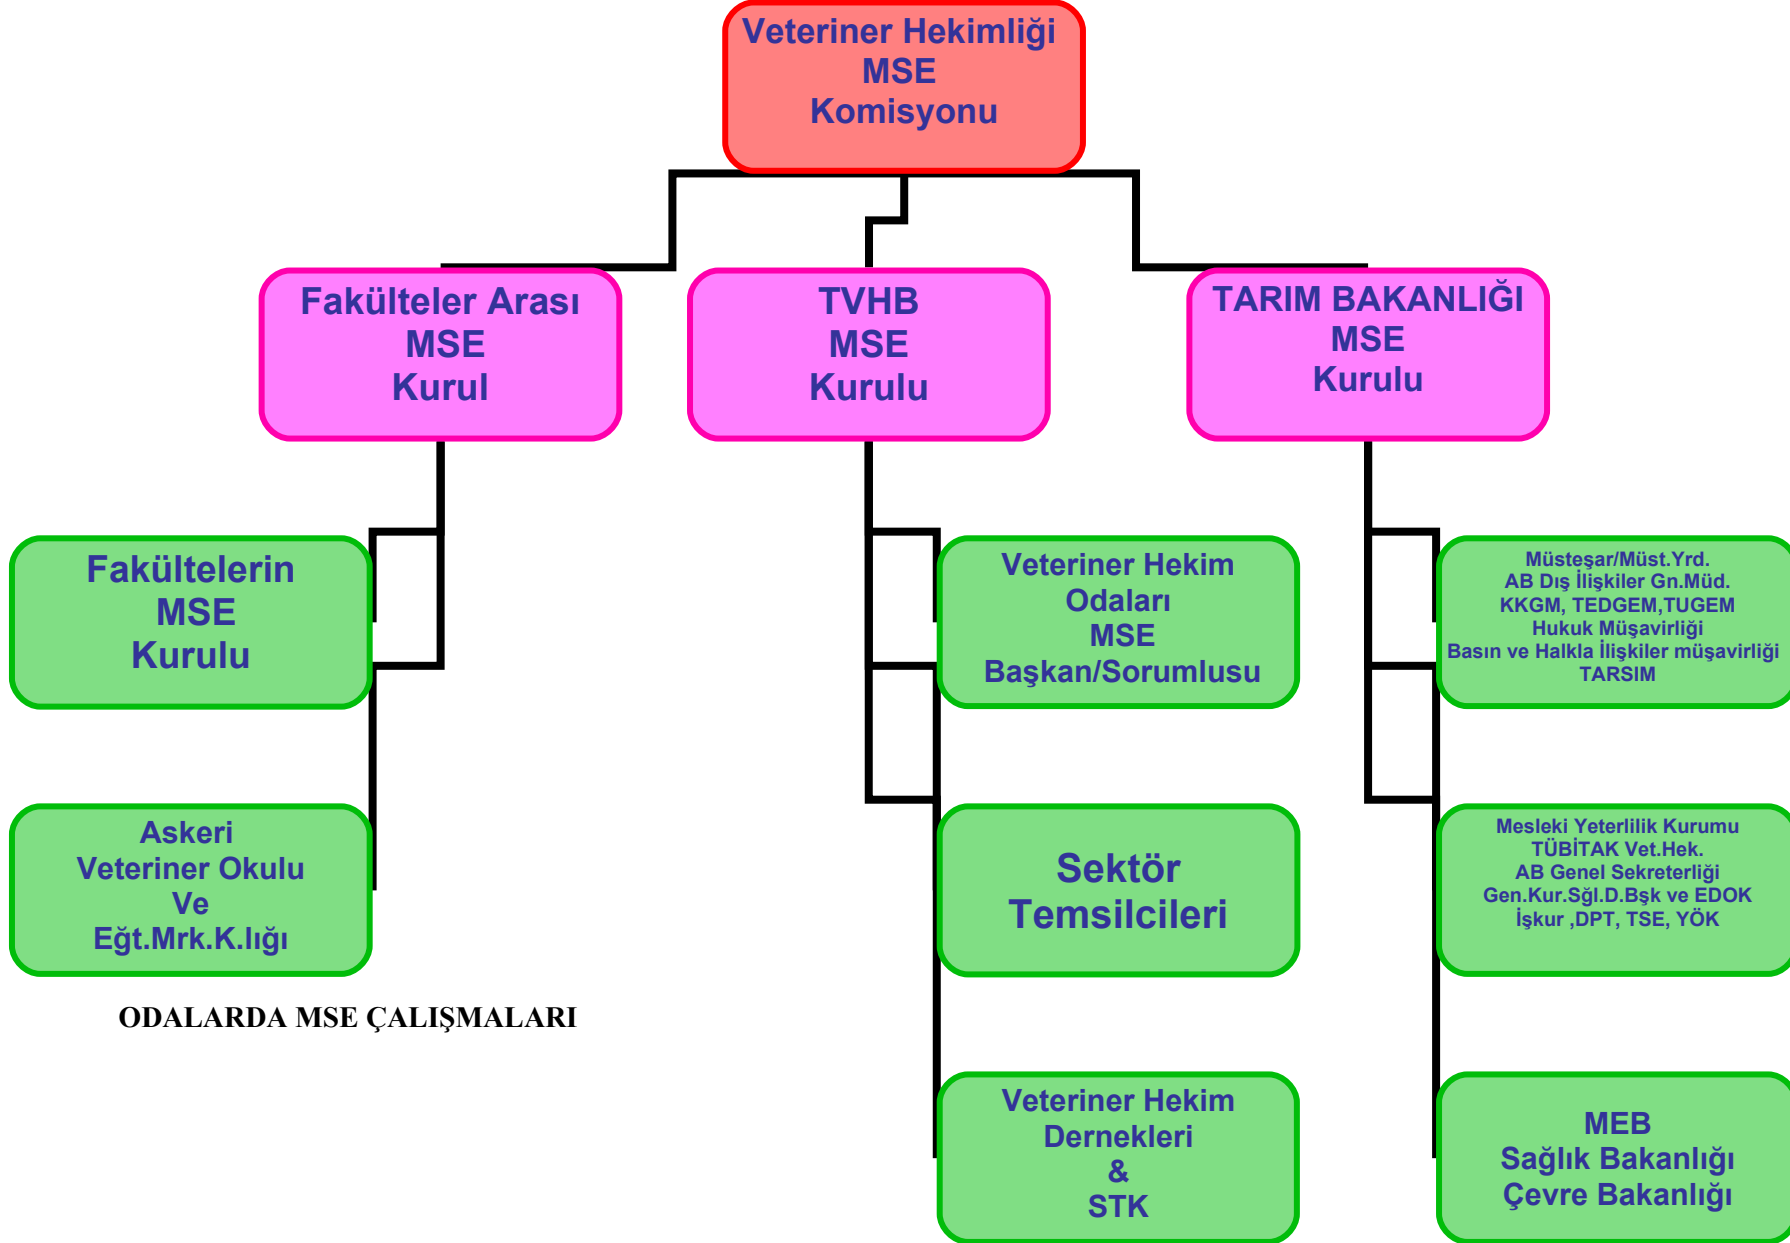 Veteriner Hekimliği
MSE
Komisyonu
Fakülteler Arası
MSE
Kurul
TVHB
MSE
Kurulu
TARIM BAKANLIĞI
MSE
Kurulu
Fakültelerin
MSE
Kurulu
Veteriner Hekim
Odaları
MSE
Başkan/Sorumlusu
Müsteşar/Müst.Yrd.
AB Dış İlişkiler Gn.Müd.
KKGM, TEDGEM,TUGEM
Hukuk Müşavirliği
Basın ve Halkla İlişkiler müşavirliği
TARSIM
Askeri
Veteriner Okulu
Ve
Eğt.Mrk.K.lığı
Sektör
Temsilcileri
Mesleki Yeterlilik Kurumu
TÜBİTAK Vet.Hek.
AB Genel Sekreterliği
Gen.Kur.Sğl.D.Bşk ve EDOK
İşkur ,DPT, TSE, YÖK
ODALARDA MSE ÇALIŞMALARI
Veteriner Hekim
Dernekleri
&
STK
MEB
Sağlık Bakanlığı
Çevre Bakanlığı